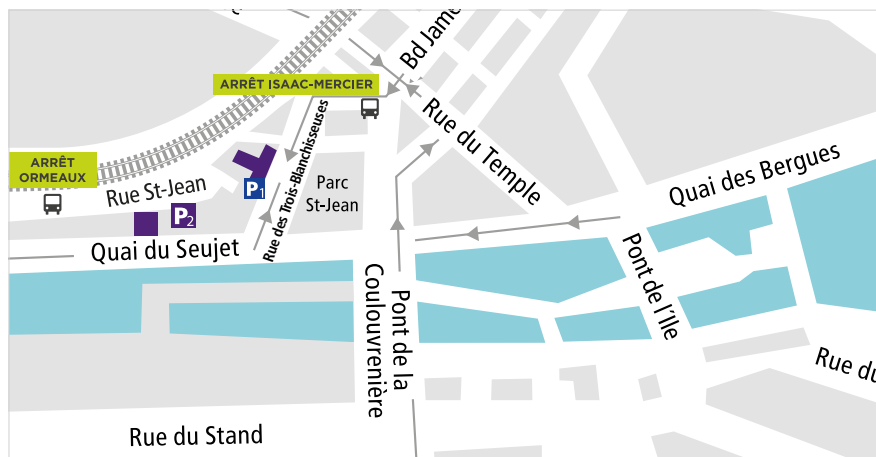 Bd Jame
ARRÊT ISAAC-MERCIER
Rue du Temple
Rue des Trois-Blanchisseuses
ARRÊT
ORMEAUX
Rue St-Jean
P1
Parc
St-Jean
P2
Quai des Bergues
Quai du Seujet
Pont de l'Ile
Pont de la
Coulouvrenière
Rue du
Rue du Stand